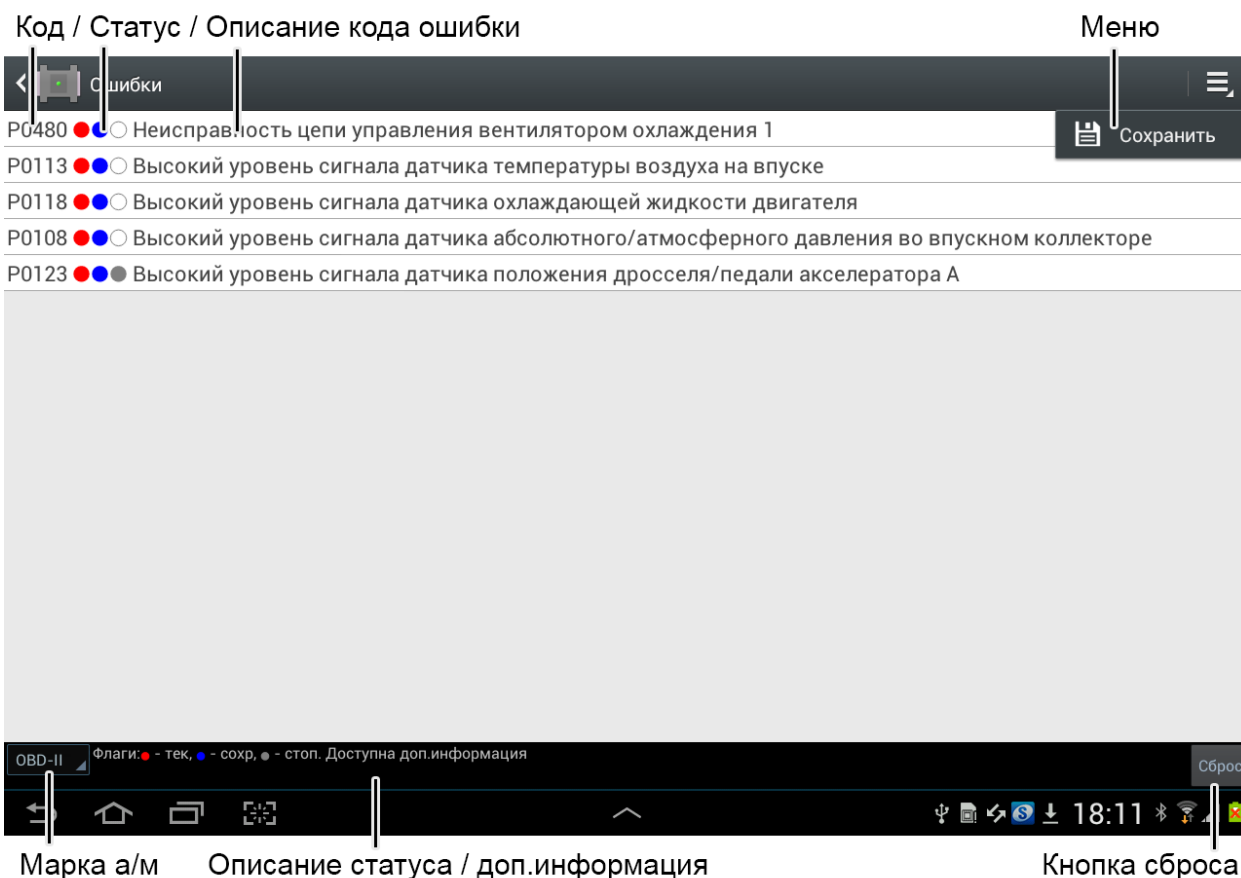 Код / Статус / Описание кода ошибки
Меню
Ошибки
P0480 Неисправность цепи управления вентилятором охлаждения 1
Сохранить
P0113 Высокий уровень сигнала датчика температуры воздуха на впуске
P0118 Высокий уровень сигнала датчика охлаждающей жидкости двигателя
P0108 Высокий уровень сигнала датчика абсолютного/атмосферного давления во впускном коллекторе
P0123 Высокий уровень сигнала датчика положения дросселя/педали акселератора А
OBD-II
Флаги: - тек, - сохр, - стоп. Доступна доп.информация
Сброс
18:11
Марка а/м
Описание статуса / доп.информация
Кнопка сброса